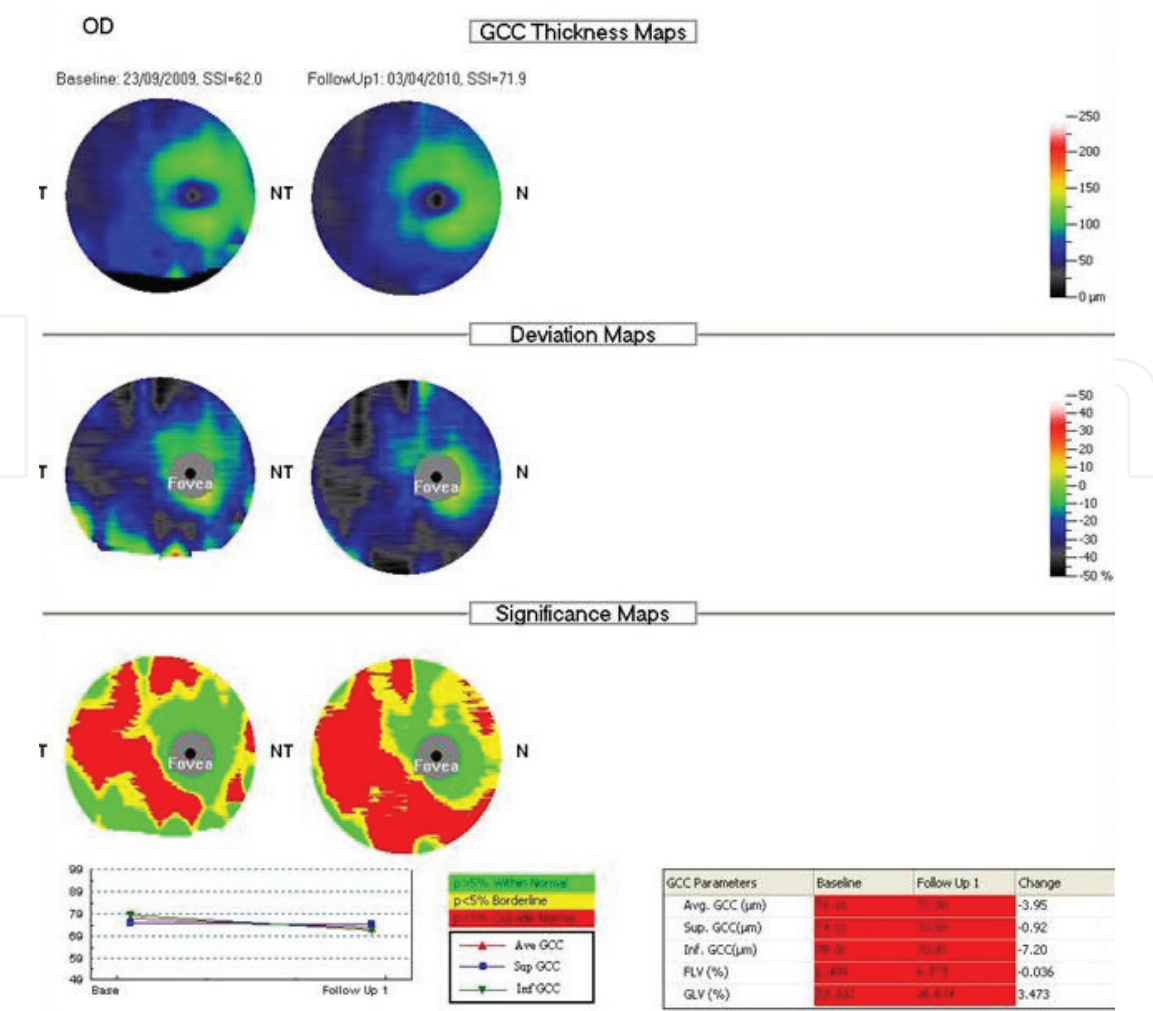 OD
GCC Thickness Maps
Baseline: 23/09/2009, SSI=62.0 FollowUp1: 03/04/2010, SSI=71.9
T NT N
250
200
150
100
50
0 µm
Deviation Maps
T Fovea NT Fovea N
50
40
30
20
10
0
-10
-20
-30
-40
-50 %
Significance Maps
T Fovea NT Fovea N
99
89
79
69
59
49
Base Follow Up 1
p>5% Within Normal
p<5% Borderline
Outside Normal
Ave GCC
Sup GCC
Inf GCC
GCC Parameters Baseline Follow Up 1 Change
Avg. GCC (µm) -3.95
Sup. GCC(µm) -0.92
Inf. GCC(µm) -7.20
FLV (%) -0.036
GLV (%) 3.473